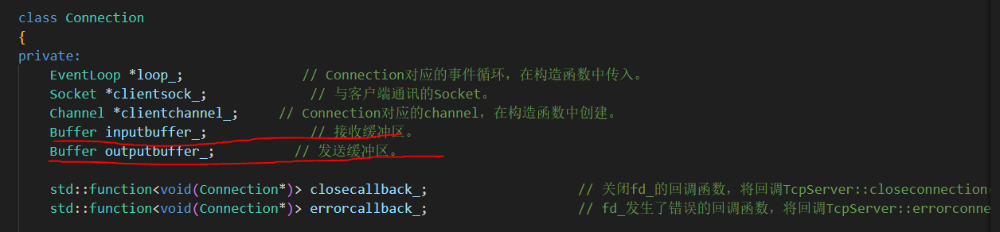 class Connection
{
private:
EventLoop *loop_; // Connection对应的事件循环，在构造函数中传入。
Socket *clientsock_; // 与客户端通讯的Socket。
Channel *clientchannel_; // Connection对应的channel，在构造函数中创建。
Buffer inputbuffer_; // 接收缓冲区。
Buffer outputbuffer_; // 发送缓冲区。
std::function<void(Connection*)> closecallback_; // 关闭fd_的回调函数，将回调TcpServer::closeconnection(
std::function<void(Connection*)> errorcallback_; // fd_发生了错误的回调函数，将回调TcpServer::errorconne